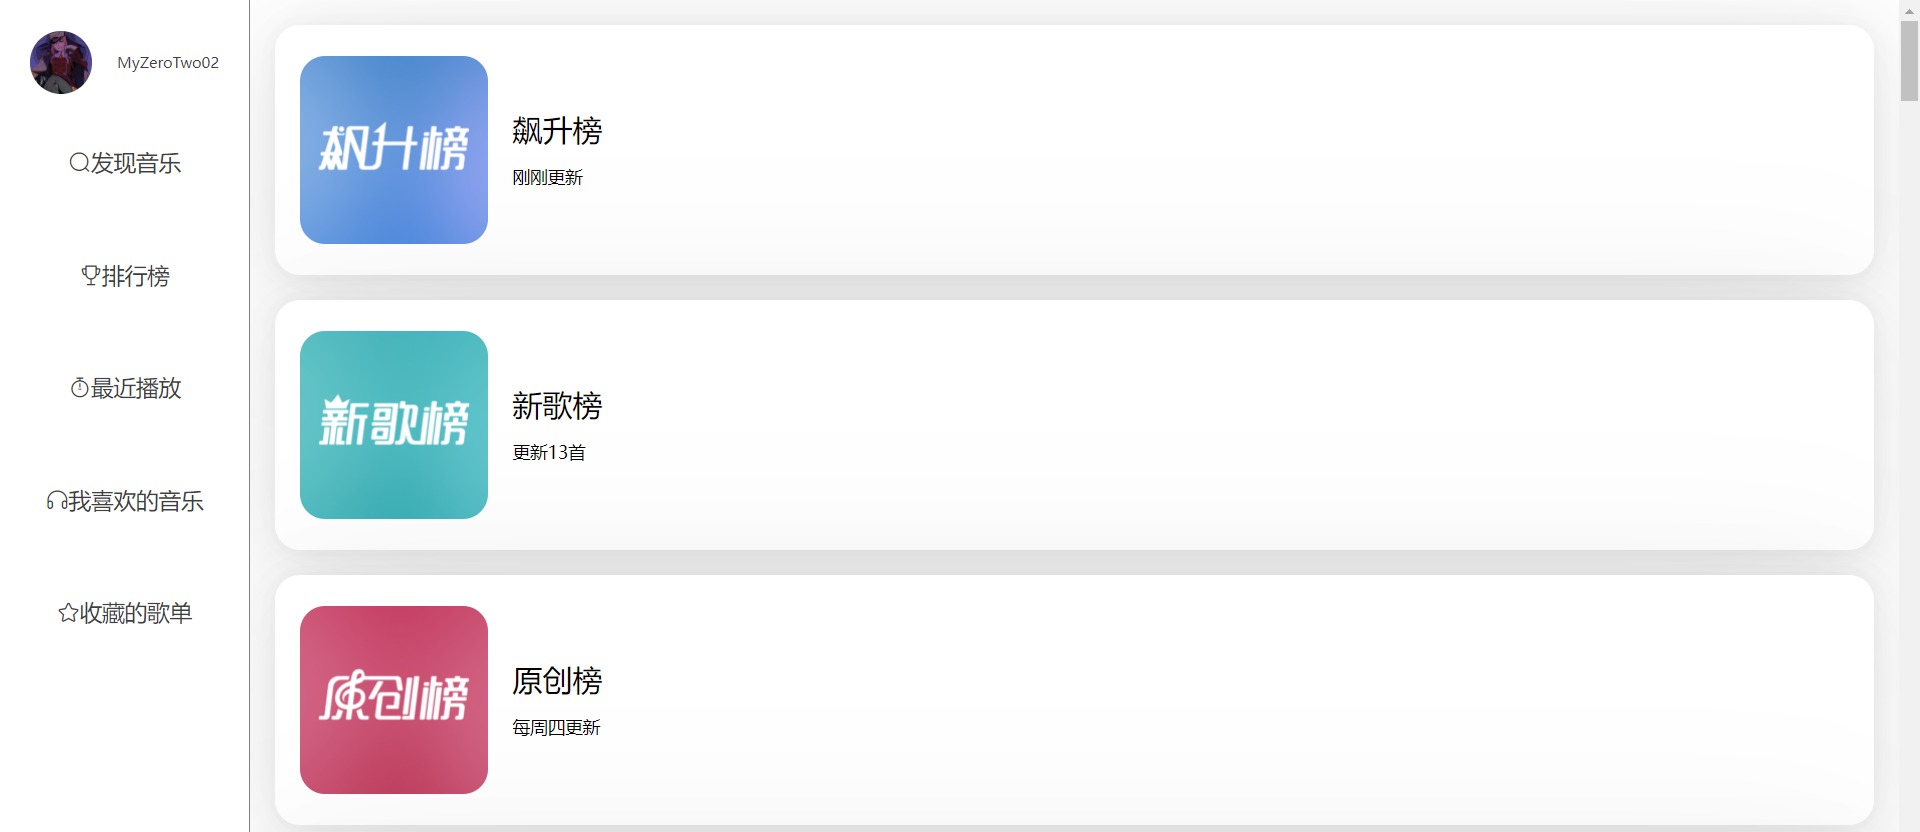 MyZeroTwo02
发现音乐
排行榜
最近播放
我喜欢的音乐
收藏的歌单
飙升榜
飙升榜
刚刚更新
新歌榜
新歌榜
更新13首
原创榜
原创榜
每周四更新